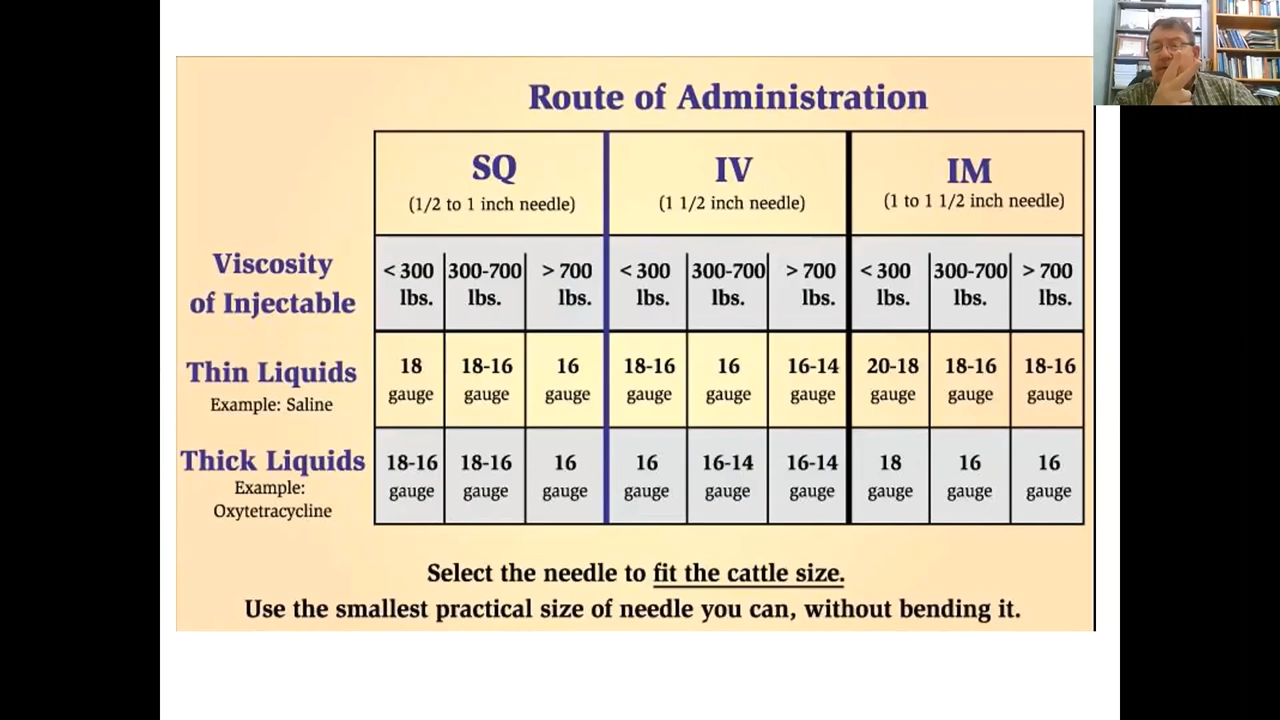 Route of Administration
SQ
(1/2 to 1 inch needle)
IV
(1 1/2 inch needle)
IM
(1 to 1 1/2 inch needle)
Viscosity
of Injectable
< 300 lbs.
300-700 lbs.
> 700 lbs.
< 300 lbs.
300-700 lbs.
> 700 lbs.
< 300 lbs.
300-700 lbs.
> 700 lbs.
Thin Liquids
Example: Saline
18 gauge
18-16 gauge
16 gauge
18-16 gauge
16 gauge
16-14 gauge
20-18 gauge
18-16 gauge
18-16 gauge
Thick Liquids
Example:
Oxytetracycline
18-16 gauge
18-16 gauge
16 gauge
16 gauge
16-14 gauge
16-14 gauge
18 gauge
16 gauge
16 gauge
Select the needle to fit the cattle size.
Use the smallest practical size of needle you can, without bending it.